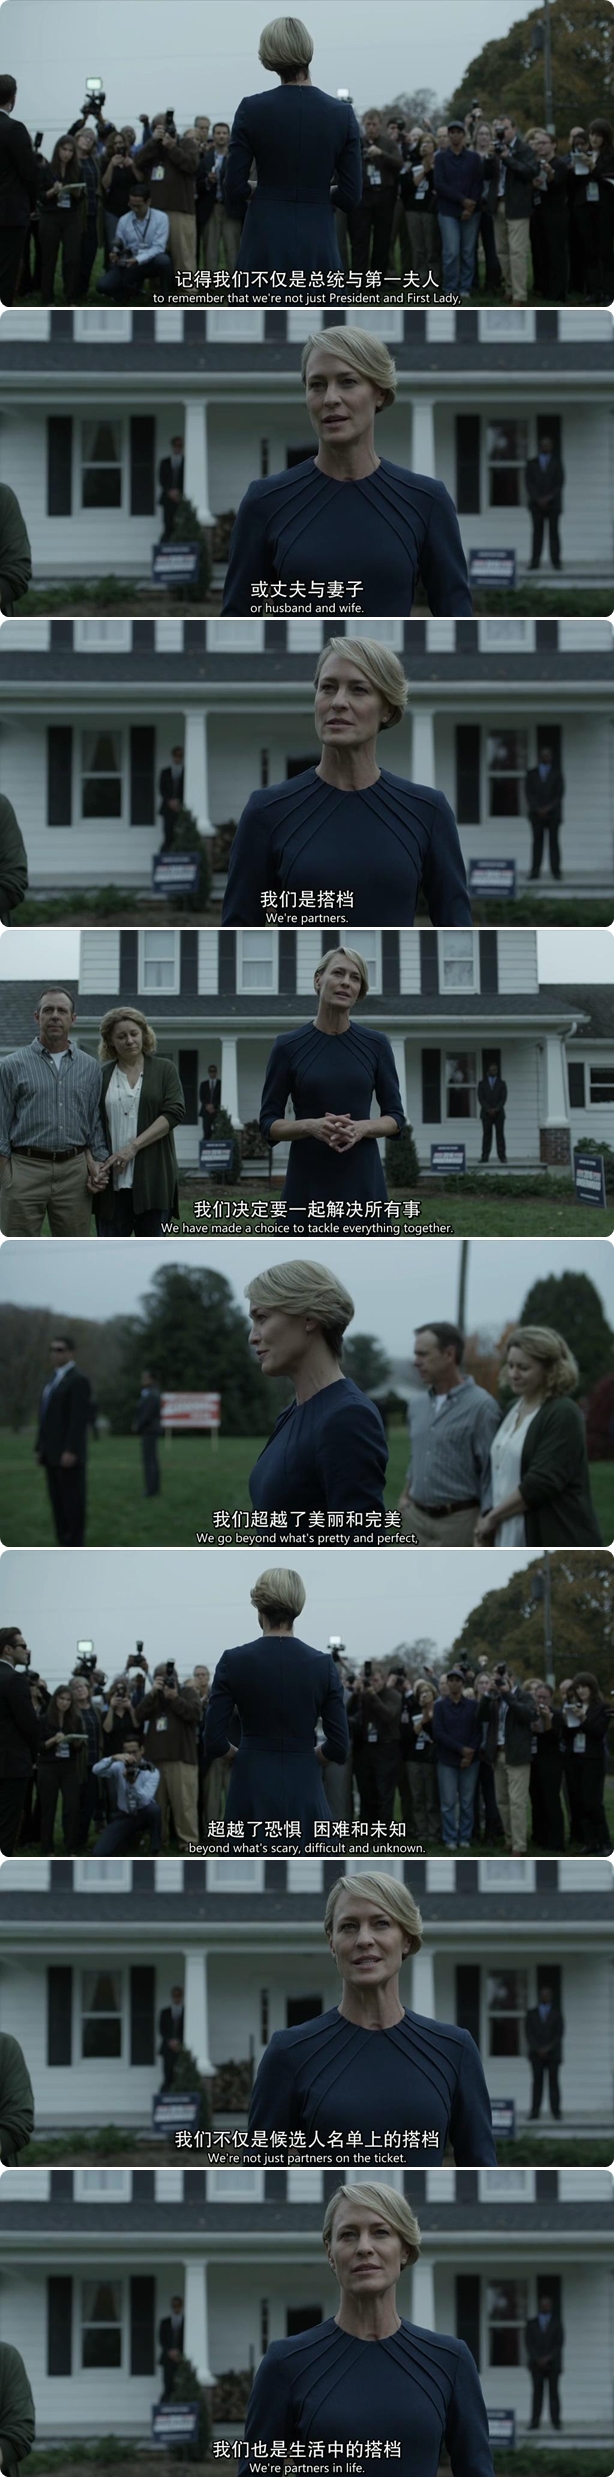 记得我们不仅是总统与第一夫人
to remember that we're not just President and First Lady,
或丈夫与妻子
or husband and wife.
我们是搭档
We're partners.
我们决定要一起解决所有事
We have made a choice to tackle everything together.
我们超越了美丽和完美
We go beyond what's pretty and perfect,
超越了恐惧 困难和未知
beyond what's scary, difficult and unknown.
我们不仅是候选人名单上的搭档
We're not just partners on the ticket.
我们也是生活中的搭档
We're partners in life.